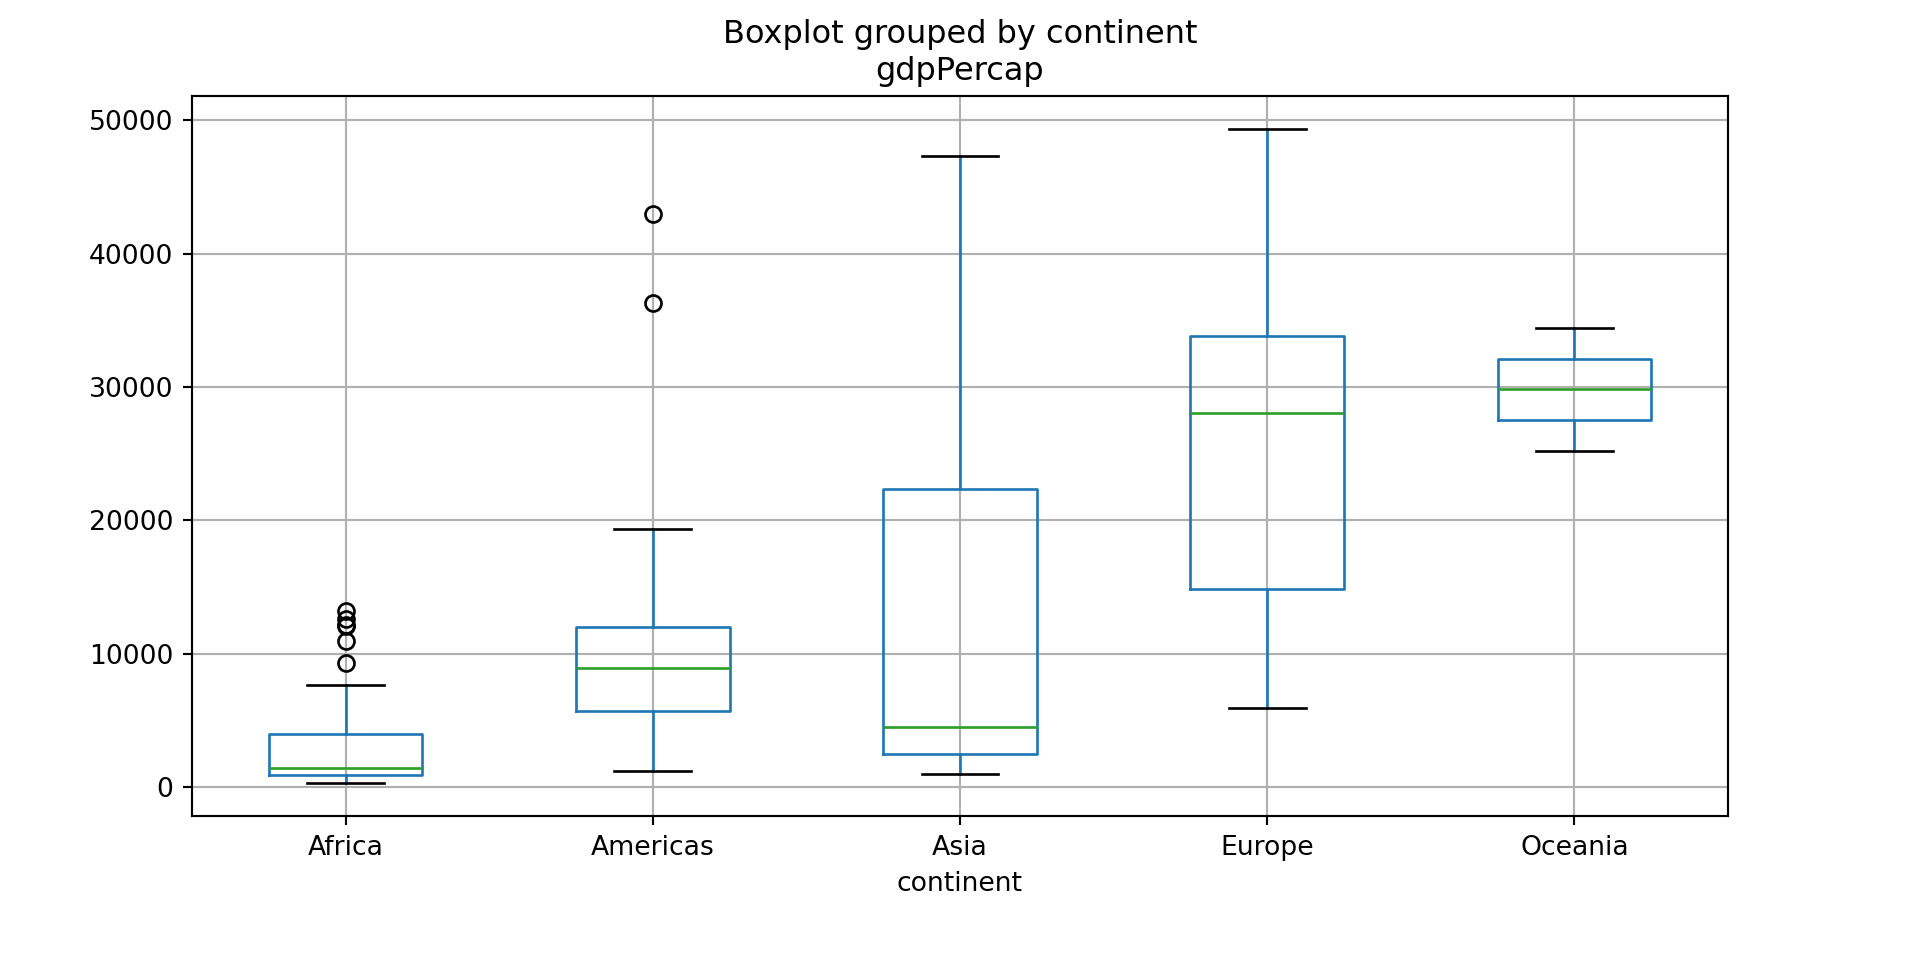 Boxplot grouped by continent
gdpPercap
50000
40000
30000
20000
10000
0
Africa Americas Asia Europe Oceania
continent